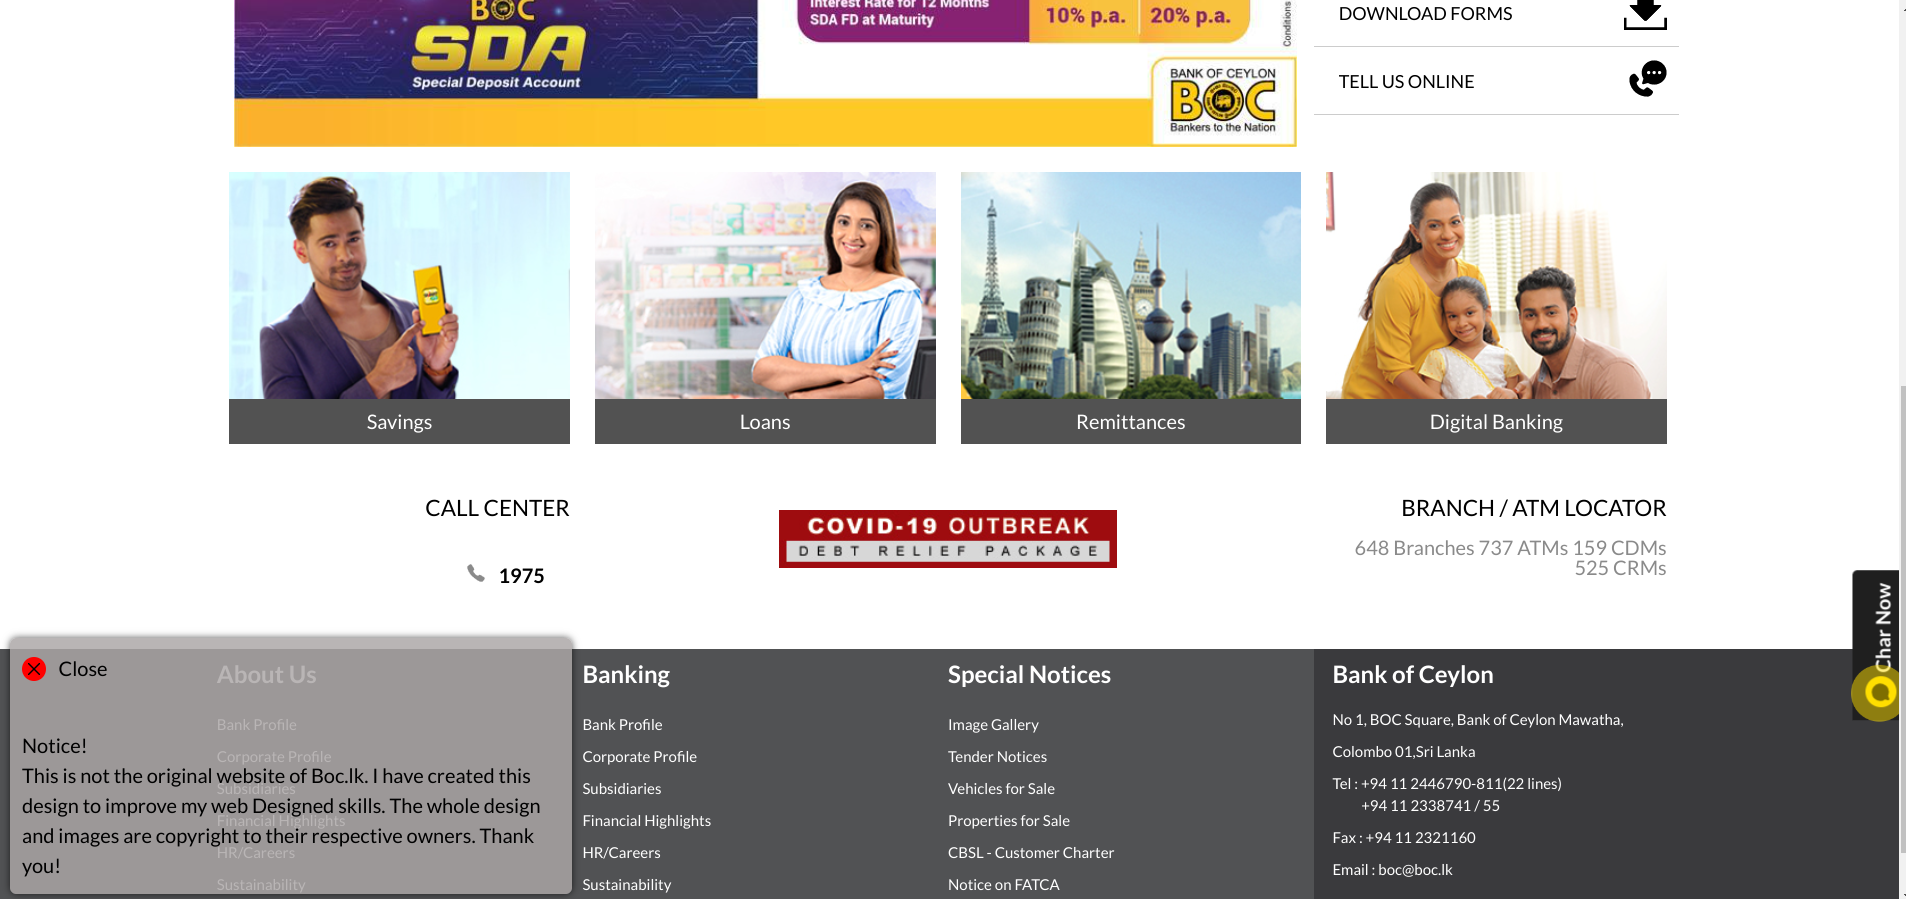 BOC
SDA
Special Deposit Account
Interest Rate for 12 Months
SDA FD at Maturity
10% p.a.
20% p.a.
Conditions
BANK OF CEYLON
BOC
Bankers to the Nation
DOWNLOAD FORMS
TELL US ONLINE
Savings
Loans
Remittances
Digital Banking
CALL CENTER
1975
COVID-19 OUTBREAK
DEBT RELIEF PACKAGE
BRANCH / ATM LOCATOR
648 Branches 737 ATMs 159 CDMs
525 CRMs
Char Now
Close
Notice!
This is not the original website of Boc.lk. I have created this
design to improve my web Designed skills. The whole design
and images are copyright to their respective owners. Thank
you!
About Us
Bank Profile
Corporate Profile
Subsidiaries
Financial Highlights
HR/Careers
Sustainability
Banking
Bank Profile
Corporate Profile
Subsidiaries
Financial Highlights
HR/Careers
Sustainability
Special Notices
Image Gallery
Tender Notices
Vehicles for Sale
Properties for Sale
CBSL - Customer Charter
Notice on FATCA
Bank of Ceylon
No 1, BOC Square, Bank of Ceylon Mawatha,
Colombo 01,Sri Lanka
Tel : +94 11 2446790-811(22 lines)
+94 11 2338741 / 55
Fax : +94 11 2321160
Email : boc@boc.lk